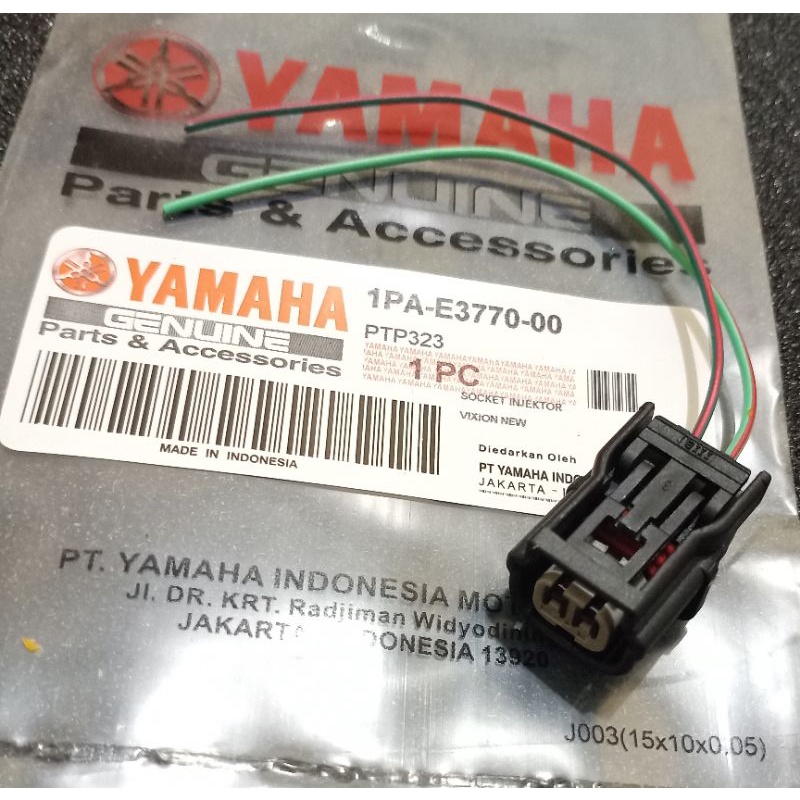 YAMAHA
GENUINE
Parts & Accessories
YAMAHA
GENUINE
Parts & Accessories
1PA-E3770-00
PTP323
1 PC
SOCKET INJEKTOR
VIXION NEW
MADE IN INDONESIA
Diedarkan Oleh
PT YAMAHA INDO
JAKARTA -
PT. YAMAHA INDONESIA MOT
Jl. DR. KRT. Radjiman Widyodinin
JAKARTA INDONESIA 13920
J003(15x10x0,05)